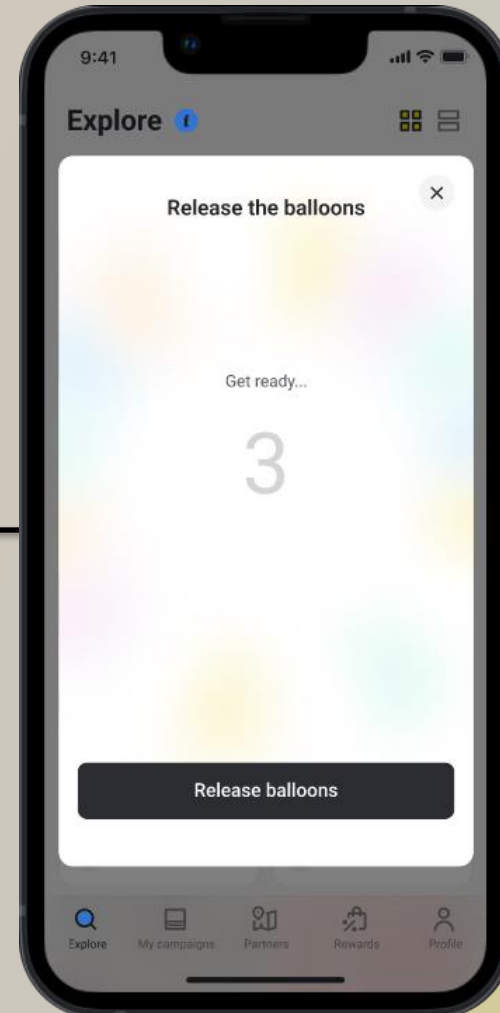 9:41
Explore
Release the balloons
Get ready...
3
Release balloons
Explore My campaigns Partners Rewards Profile